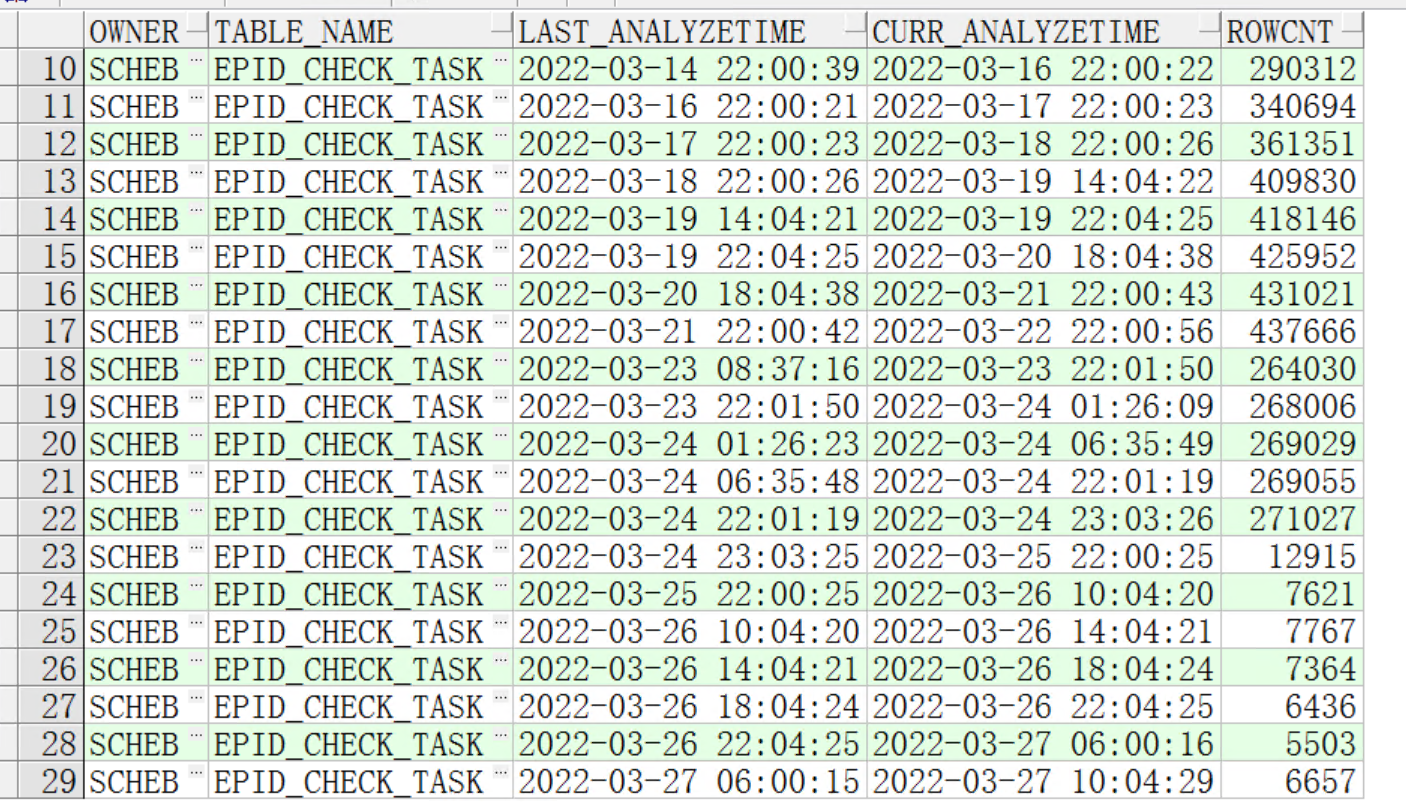 OWNER TABLE_NAME LAST_ANALYZETIME CURR_ANALYZETIME ROWCNT
10 SCHEB ... EPID_CHECK_TASK ... 2022-03-14 22:00:39 2022-03-16 22:00:22 290312
11 SCHEB ... EPID_CHECK_TASK ... 2022-03-16 22:00:21 2022-03-17 22:00:23 340694
12 SCHEB ... EPID_CHECK_TASK ... 2022-03-17 22:00:23 2022-03-18 22:00:26 361351
13 SCHEB ... EPID_CHECK_TASK ... 2022-03-18 22:00:26 2022-03-19 14:04:22 409830
14 SCHEB ... EPID_CHECK_TASK ... 2022-03-19 14:04:21 2022-03-19 22:04:25 418146
15 SCHEB ... EPID_CHECK_TASK ... 2022-03-19 22:04:25 2022-03-20 18:04:38 425952
16 SCHEB ... EPID_CHECK_TASK ... 2022-03-20 18:04:38 2022-03-21 22:00:43 431021
17 SCHEB ... EPID_CHECK_TASK ... 2022-03-21 22:00:42 2022-03-22 22:00:56 437666
18 SCHEB ... EPID_CHECK_TASK ... 2022-03-23 08:37:16 2022-03-23 22:01:50 264030
19 SCHEB ... EPID_CHECK_TASK ... 2022-03-23 22:01:50 2022-03-24 01:26:09 268006
20 SCHEB ... EPID_CHECK_TASK ... 2022-03-24 01:26:23 2022-03-24 06:35:49 269029
21 SCHEB ... EPID_CHECK_TASK ... 2022-03-24 06:35:48 2022-03-24 22:01:19 269055
22 SCHEB ... EPID_CHECK_TASK ... 2022-03-24 22:01:19 2022-03-24 23:03:26 271027
23 SCHEB ... EPID_CHECK_TASK ... 2022-03-24 23:03:25 2022-03-25 22:00:25 12915
24 SCHEB ... EPID_CHECK_TASK ... 2022-03-25 22:00:25 2022-03-26 10:04:20 7621
25 SCHEB ... EPID_CHECK_TASK ... 2022-03-26 10:04:20 2022-03-26 14:04:21 7767
26 SCHEB ... EPID_CHECK_TASK ... 2022-03-26 14:04:21 2022-03-26 18:04:24 7364
27 SCHEB ... EPID_CHECK_TASK ... 2022-03-26 18:04:24 2022-03-26 22:04:25 6436
28 SCHEB ... EPID_CHECK_TASK ... 2022-03-26 22:04:25 2022-03-27 06:00:16 5503
29 SCHEB ... EPID_CHECK_TASK ... 2022-03-27 06:00:15 2022-03-27 10:04:29 6657